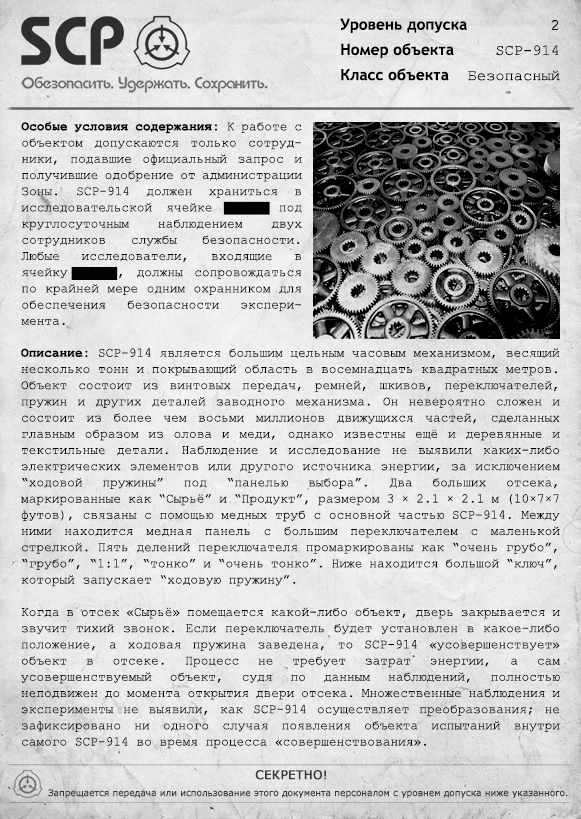 SCP
Обезопасить. Удержать. Сохранить.
Уровень допуска 2
Номер объекта SCP-914
Класс объекта Безопасный
Особые условия содержания: К работе с
объектом допускаются только сотруд-
ники, подавшие официальный запрос и
получившие одобрение от администрации
Зоны. SCP-914 должен храниться в
исследовательской ячейке под
круглосуточным наблюдением двух
сотрудников службы безопасности.
Любые исследователи, входящие в
ячейку , должны сопровождаться
по крайней мере одним охранником для
обеспечения безопасности экспери-
мента.
Описание: SCP-914 является большим цельным часовым механизмом, весящий
несколько тонн и покрывающий область в восемнадцать квадратных метров.
Объект состоит из винтовых передач, ремней, шкивов, переключателей,
пружин и других деталей заводного механизма. Он невероятно сложен и
состоит из более чем восьми миллионов движущихся частей, сделанных
главным образом из олова и меди, однако известны ещё и деревянные и
текстильные детали. Наблюдение и исследование не выявили каких-либо
электрических элементов или другого источника энергии, за исключением
“ходовой пружины” под “панелью выбора”. Два больших отсека,
маркированные как “Сырьё” и “Продукт”, размером 3 × 2.1 × 2.1 м (10×7×7
футов), связаны с помощью медных труб с основной частью SCP-914. Между
ними находится медная панель с большим переключателем с маленькой
стрелкой. Пять делений переключателя промаркированы как “очень грубо”,
“грубо”, “1:1”, “тонко” и “очень тонко”. Ниже находится большой “ключ”,
который запускает “ходовую пружину”.
Когда в отсек «Сырьё» помещается какой-либо объект, дверь закрывается и
звучит тихий звонок. Если переключатель будет установлен в какое-либо
положение, а ходовая пружина заведена, то SCP-914 «усовершенствует»
объект в отсеке. Процесс не требует затрат энергии, а сам
усовершенствуемый объект, судя по данным наблюдений, полностью
неподвижен до момента открытия двери отсека. Множественные наблюдения и
эксперименты не выявили, как SCP-914 осуществляет преобразования; не
зафиксировано ни одного случая появления объекта испытаний внутри
самого SCP-914 во время процесса «совершенствования».
СЕКРЕТНО!
Запрещается передача или использование этого документа персоналом с уровнем допуска ниже указанного.